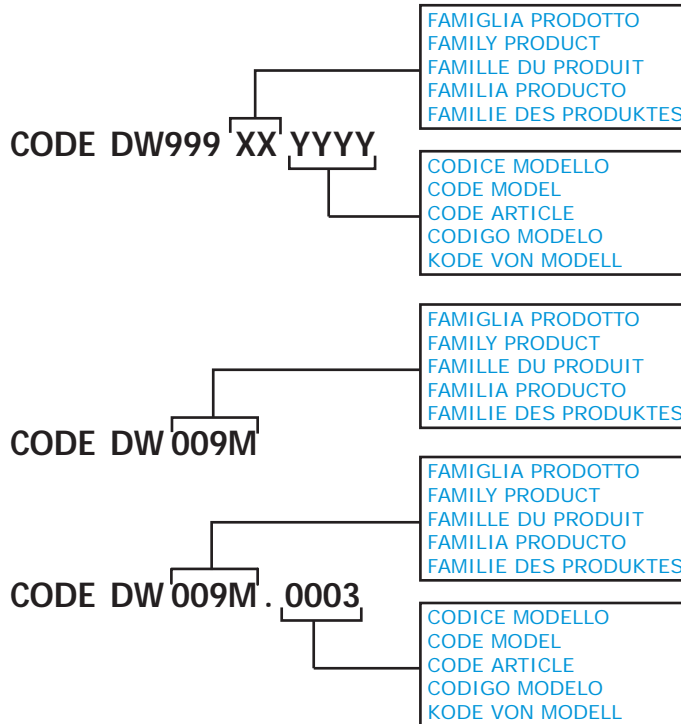 FAMIGLIA PRODOTTO
FAMILY PRODUCT
FAMILLE DU PRODUIT
FAMILIA PRODUCTO
FAMILIE DES PRODUKTES
CODE DW999 XX YYYY
CODICE MODELLO
CODE MODEL
CODE ARTICLE
CODIGO MODELO
KODE VON MODELL
FAMIGLIA PRODOTTO
FAMILY PRODUCT
FAMILLE DU PRODUIT
FAMILIA PRODUCTO
FAMILIE DES PRODUKTES
CODE DW 009M
FAMIGLIA PRODOTTO
FAMILY PRODUCT
FAMILLE DU PRODUIT
FAMILIA PRODUCTO
FAMILIE DES PRODUKTES
CODE DW 009M . 0003
CODICE MODELLO
CODE MODEL
CODE ARTICLE
CODIGO MODELO
KODE VON MODELL